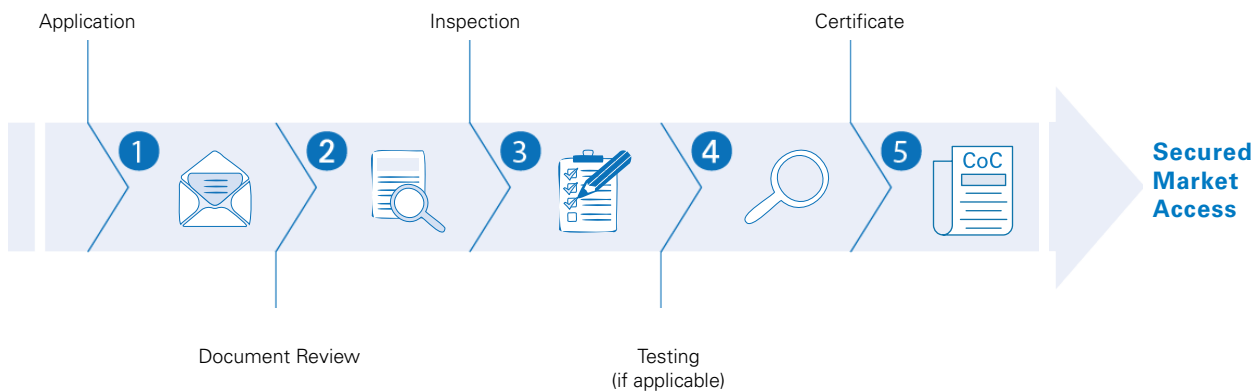 Application
Inspection
Certificate
1
2
3
4
5
CoC
Secured
Market
Access
Document Review
Testing
(if applicable)